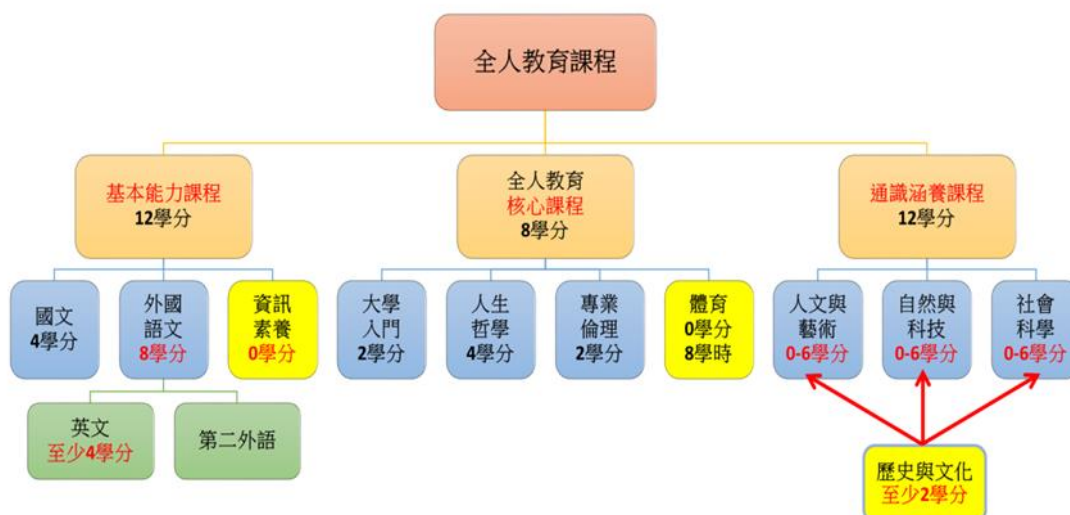 全人教育課程
基本能力課程
12學分
全人教育
核心課程
8學分
通識涵養課程
12學分
國文
4學分
外國
語文
8學分
資訊
素養
0學分
大學
入門
2學分
人生
哲學
4學分
專業
倫理
2學分
體育
0學分
8學時
人文與
藝術
0-6學分
自然與
科技
0-6學分
社會
科學
0-6學分
英文
至少4學分
第二外語
歷史與文化
至少2學分